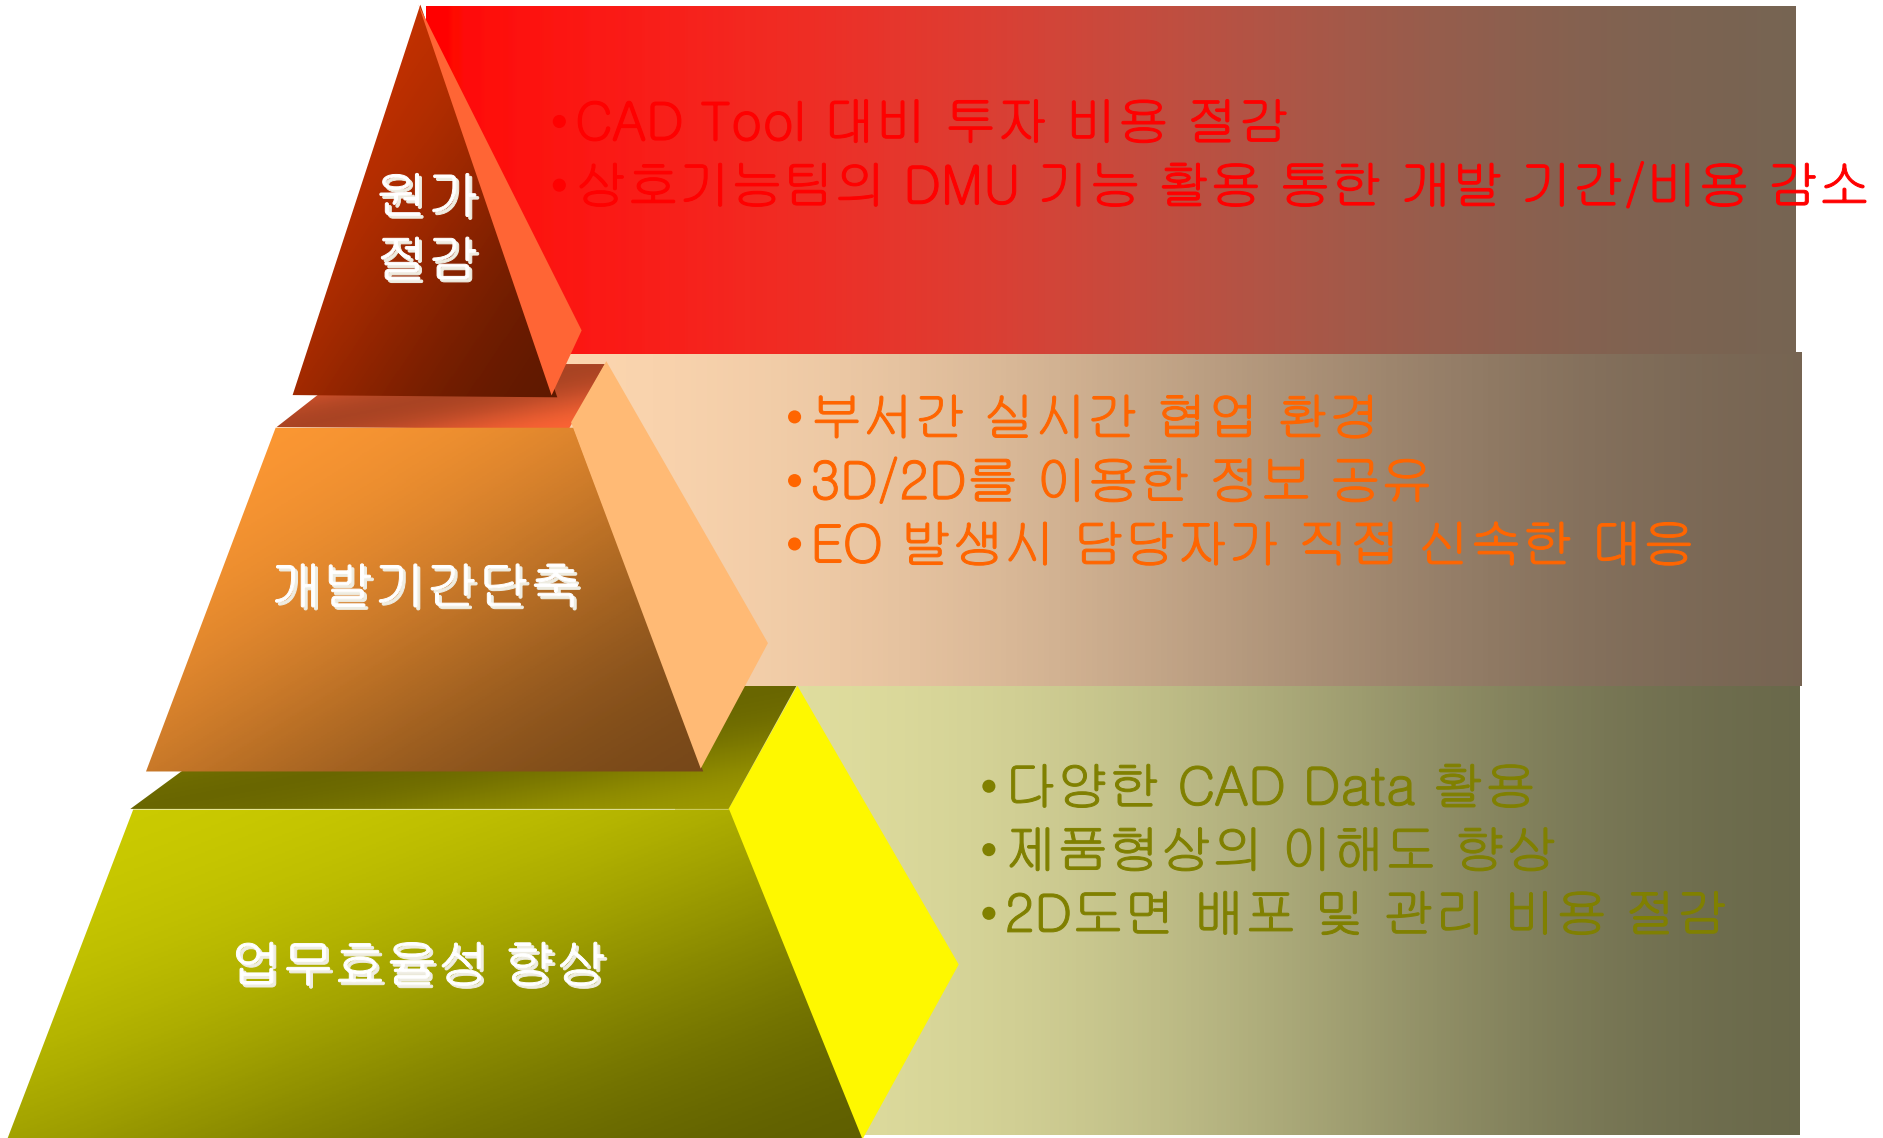 원가
절감
•CAD Tool 대비 투자 비용 절감
•상호기능팀의 DMU 기능 활용 통한 개발 기간/비용 감소
개발기간단축
•부서간 실시간 협업 환경
•3D/2D를 이용한 정보 공유
•EO 발생시 담당자가 직접 신속한 대응
업무효율성 향상
•다양한 CAD Data 활용
•제품형상의 이해도 향상
•2D도면 배포 및 관리 비용 절감